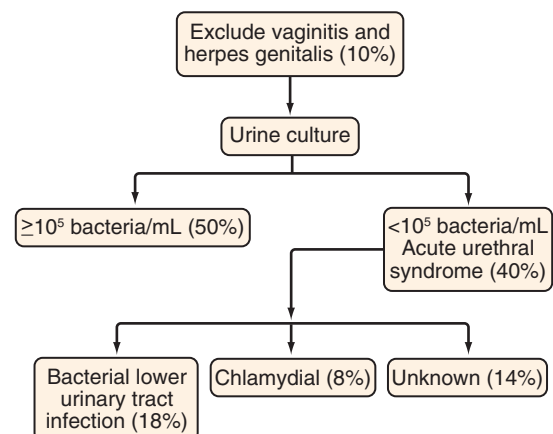 Exclude vaginitis and
herpes genitalis (10%)
Urine culture
≥10⁵ bacteria/mL (50%)
<10⁵ bacteria/mL
Acute urethral
syndrome (40%)
Bacterial lower
urinary tract
infection (18%)
Chlamydial (8%)
Unknown (14%)